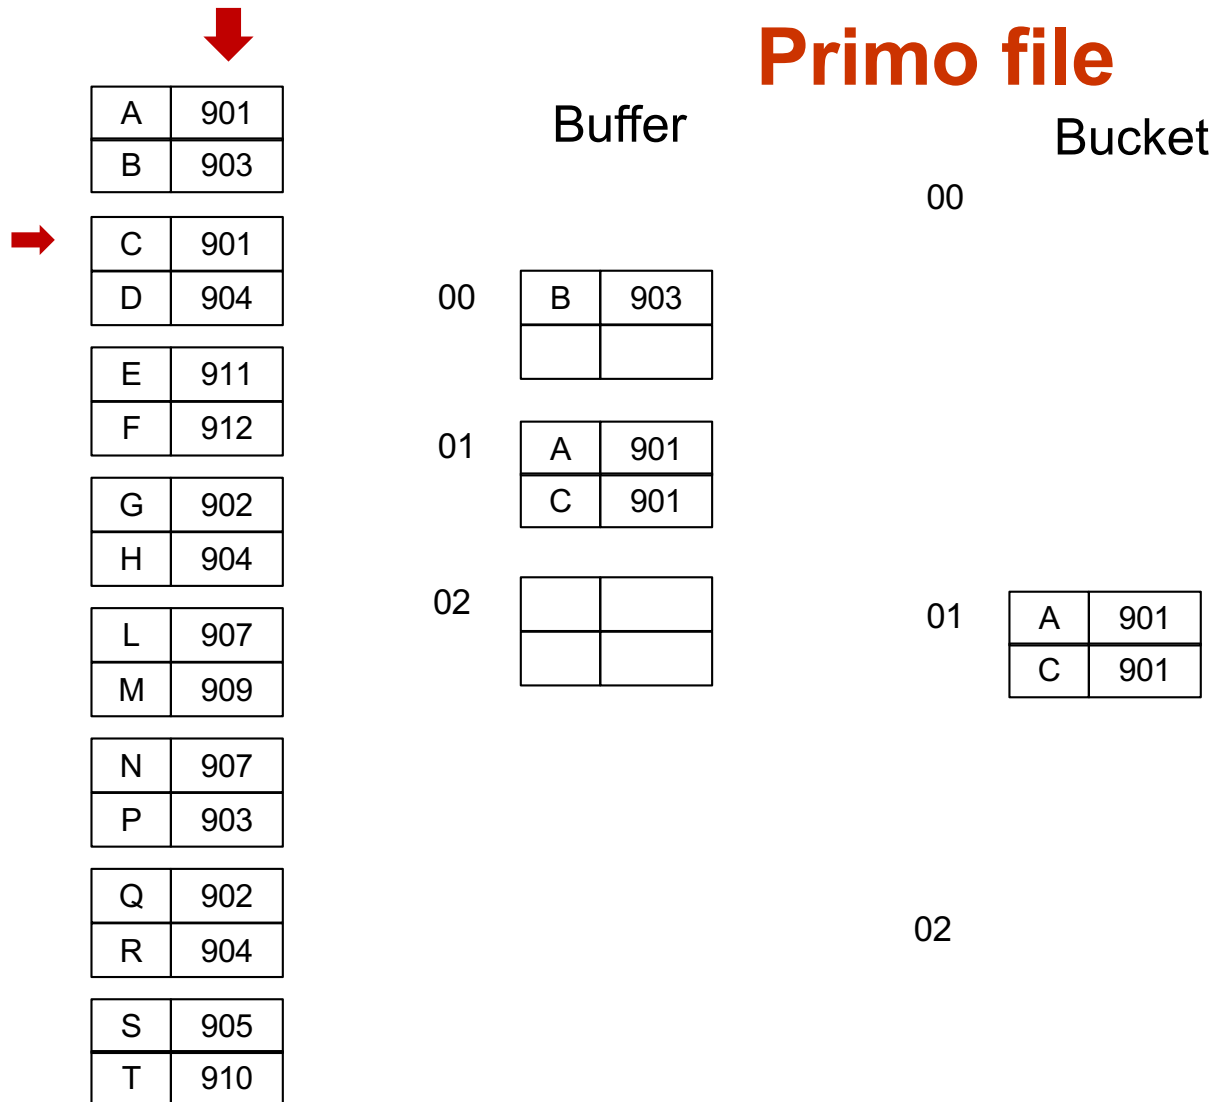 Primo file
Buffer
Bucket
A 901
B 903
C 901
D 904
E 911
F 912
G 902
H 904
L 907
M 909
N 907
P 903
Q 902
R 904
S 905
T 910
00 B 903
01 A 901
C 901
02
00
01 A 901
C 901
02